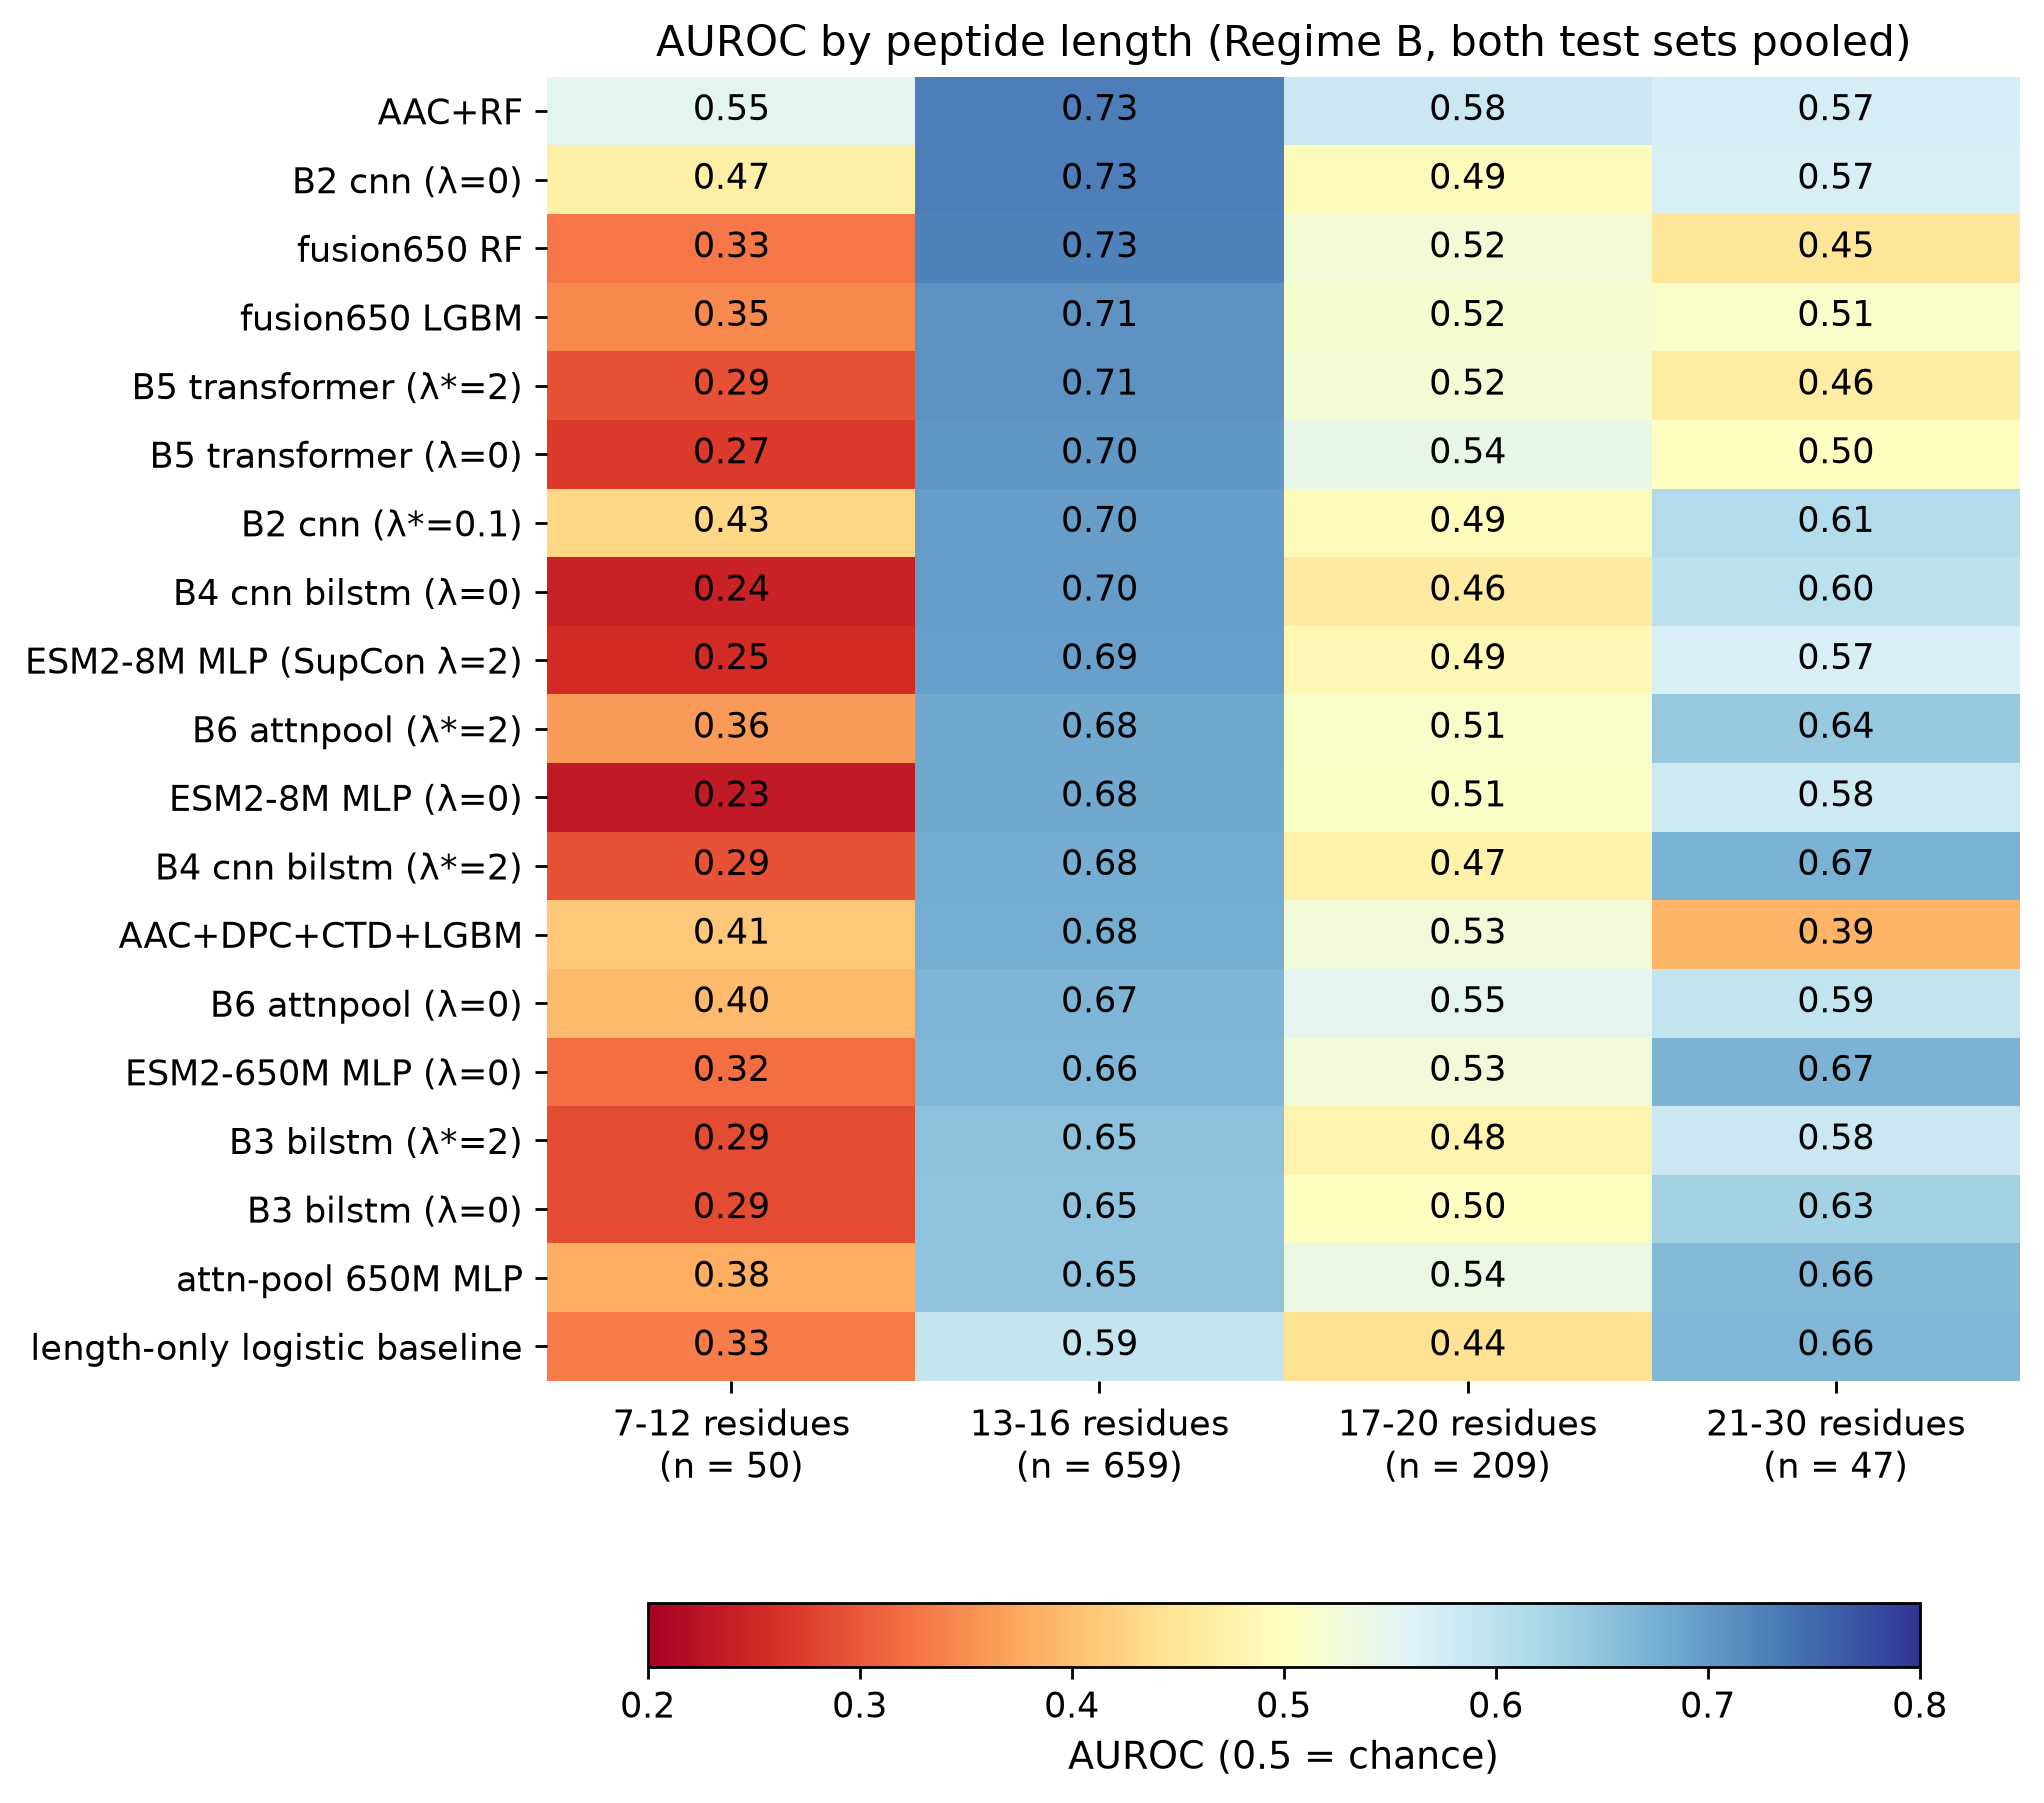 AUROC by peptide length (Regime B, both test sets pooled)
AAC+RF 0.55 0.73 0.58 0.57
B2 cnn (λ=0) 0.47 0.73 0.49 0.57
fusion650 RF 0.33 0.73 0.52 0.45
fusion650 LGBM 0.35 0.71 0.52 0.51
B5 transformer (λ*=2) 0.29 0.71 0.52 0.46
B5 transformer (λ=0) 0.27 0.70 0.54 0.50
B2 cnn (λ*=0.1) 0.43 0.70 0.49 0.61
B4 cnn bilstm (λ=0) 0.24 0.70 0.46 0.60
ESM2-8M MLP (SupCon λ=2) 0.25 0.69 0.49 0.57
B6 attnpool (λ*=2) 0.36 0.68 0.51 0.64
ESM2-8M MLP (λ=0) 0.23 0.68 0.51 0.58
B4 cnn bilstm (λ*=2) 0.29 0.68 0.47 0.67
AAC+DPC+CTD+LGBM 0.41 0.68 0.53 0.39
B6 attnpool (λ=0) 0.40 0.67 0.55 0.59
ESM2-650M MLP (λ=0) 0.32 0.66 0.53 0.67
B3 bilstm (λ*=2) 0.29 0.65 0.48 0.58
B3 bilstm (λ=0) 0.29 0.65 0.50 0.63
attn-pool 650M MLP 0.38 0.65 0.54 0.66
length-only logistic baseline 0.33 0.59 0.44 0.66
7-12 residues 13-16 residues 17-20 residues 21-30 residues
(n = 50) (n = 659) (n = 209) (n = 47)
0.2 0.3 0.4 0.5 0.6 0.7 0.8
AUROC (0.5 = chance)